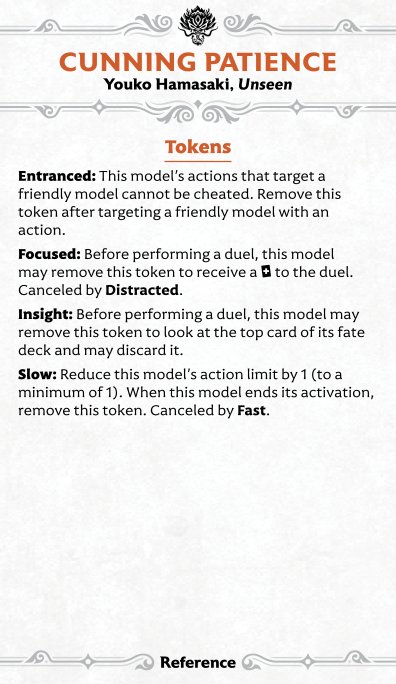 CUNNING PATIENCE
Youko Hamasaki, Unseen
Tokens
Entranced: This model's actions that target a
friendly model cannot be cheated. Remove this
token after targeting a friendly model with an
action.
Focused: Before performing a duel, this model
may remove this token to receive a + to the duel.
Canceled by Distracted.
Insight: Before performing a duel, this model may
remove this token to look at the top card of its fate
deck and may discard it.
Slow: Reduce this model's action limit by 1 (to a
minimum of 1). When this model ends its activation,
remove this token. Canceled by Fast.
Reference